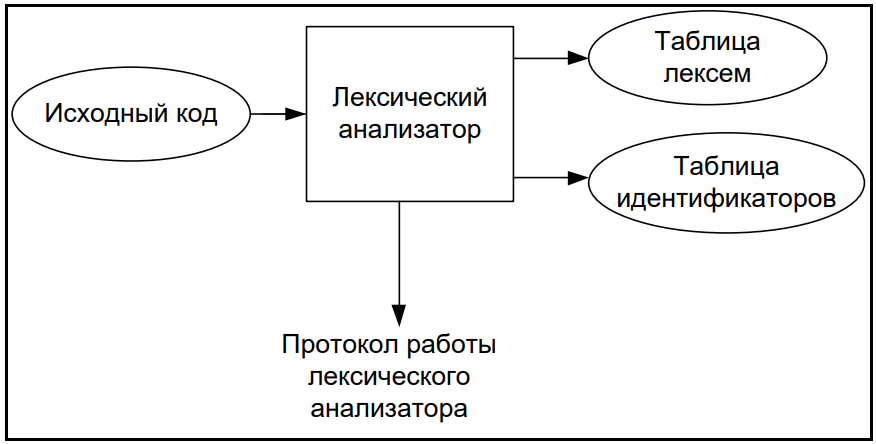 Исходный код
Лексический
анализатор
Таблица
лексем
Таблица
идентификаторов
Протокол работы
лексического
анализатора